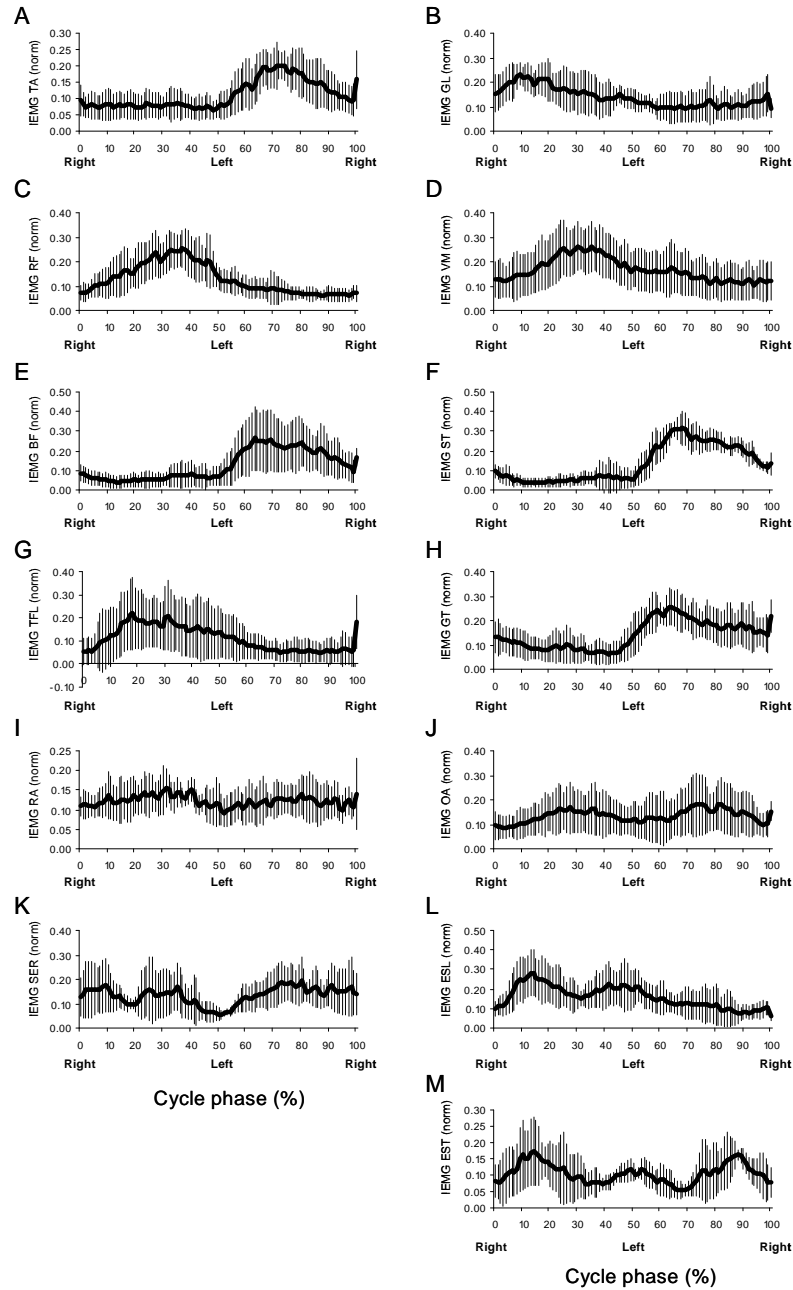 A
IEMG TA (norm)
0.30
0.25
0.20
0.15
0.10
0.05
0.00
0 10 20 30 40 50 60 70 80 90 100
Right Left Right
B
IEMG GL (norm)
0.40
0.30
0.20
0.10
0.00
0 10 20 30 40 50 60 70 80 90 100
Right Left Right
C
IEMG RF (norm)
0.40
0.30
0.20
0.10
0.00
0 10 20 30 40 50 60 70 80 90 100
Right Left Right
D
IEMG VM (norm)
0.40
0.30
0.20
0.10
0.00
0 10 20 30 40 50 60 70 80 90 100
Right Left Right
E
IEMG BF (norm)
0.50
0.40
0.30
0.20
0.10
0.00
0 10 20 30 40 50 60 70 80 90 100
Right Left Right
F
IEMG ST (norm)
0.50
0.40
0.30
0.20
0.10
0.00
0 10 20 30 40 50 60 70 80 90 100
Right Left Right
G
IEMG TFL (norm)
0.40
0.30
0.20
0.10
0.00
-0.10
0 10 20 30 40 50 60 70 80 90 100
Right Left Right
H
IEMG GT (norm)
0.40
0.30
0.20
0.10
0.00
0 10 20 30 40 50 60 70 80 90 100
Right Left Right
I
IEMG RA (norm)
0.25
0.20
0.15
0.10
0.05
0.00
0 10 20 30 40 50 60 70 80 90 100
Right Left Right
J
IEMG OA (norm)
0.40
0.30
0.20
0.10
0.00
0 10 20 30 40 50 60 70 80 90 100
Right Left Right
K
IEMG SER (norm)
0.40
0.30
0.20
0.10
0.00
0 10 20 30 40 50 60 70 80 90 100
Right Left Right
Cycle phase (%)
L
IEMG ESL (norm)
0.50
0.40
0.30
0.20
0.10
0.00
0 10 20 30 40 50 60 70 80 90 100
Right Left Right
M
IEMG EST (norm)
0.30
0.25
0.20
0.15
0.10
0.05
0.00
0 10 20 30 40 50 60 70 80 90 100
Right Left Right
Cycle phase (%)